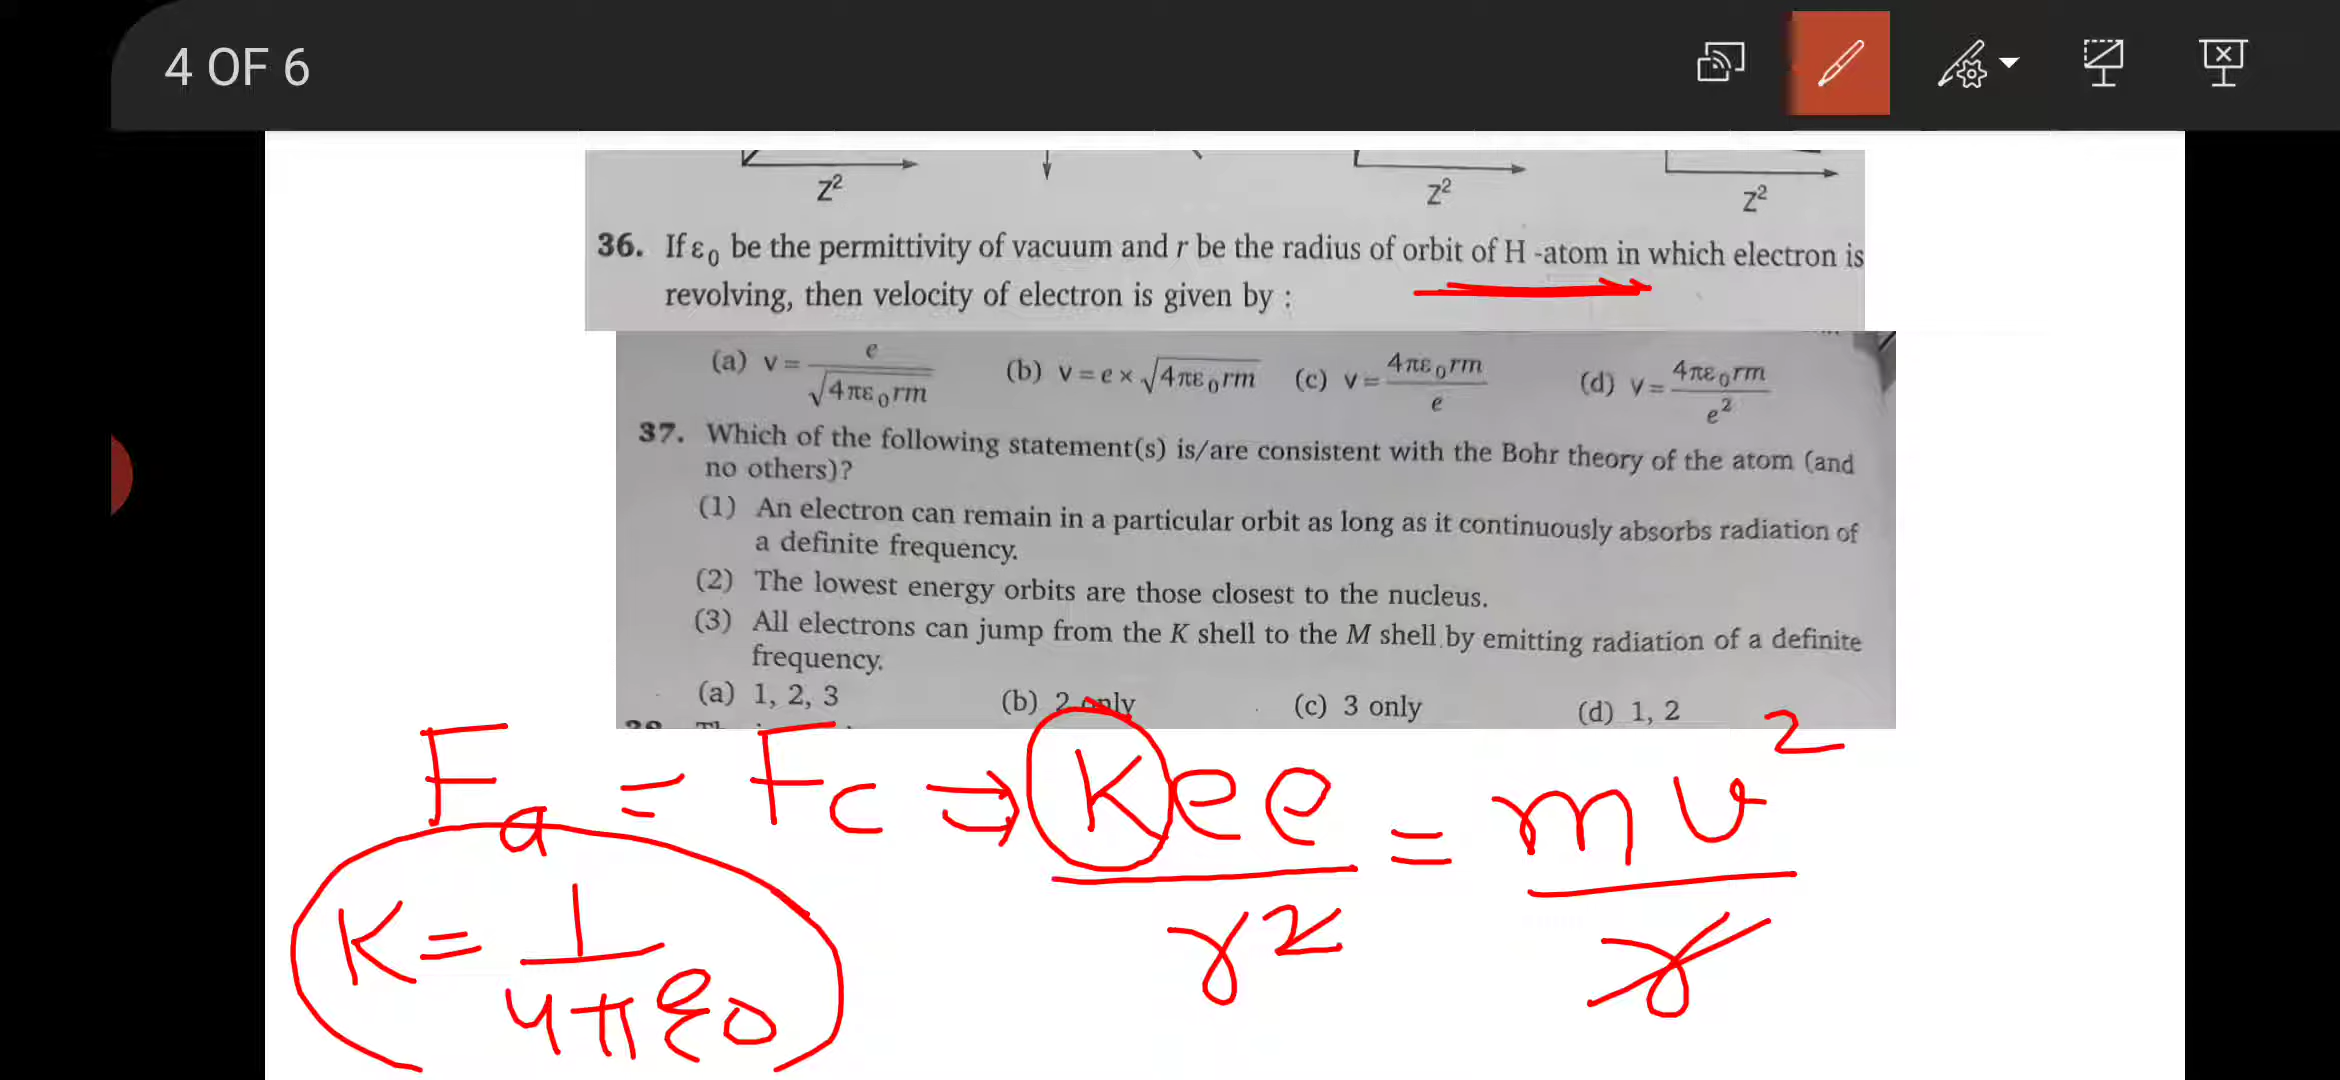 4 OF 6
Z² Z² Z²
36. If ε₀ be the permittivity of vacuum and r be the radius of orbit of H -atom in which electron is
revolving, then velocity of electron is given by :
(a) v = e / √(4πε₀rm) (b) v = e × √(4πε₀rm) (c) v = 4πε₀rm / e (d) v = 4πε₀rm / e²
37. Which of the following statement(s) is/are consistent with the Bohr theory of the atom (and
no others)?
(1) An electron can remain in a particular orbit as long as it continuously absorbs radiation of
a definite frequency.
(2) The lowest energy orbits are those closest to the nucleus.
(3) All electrons can jump from the K shell to the M shell by emitting radiation of a definite
frequency.
(a) 1, 2, 3 (b) 2 only (c) 3 only (d) 1, 2
Fa = Fc ⇒ Kee / r² = mv² / r
K = 1 / 4πε₀